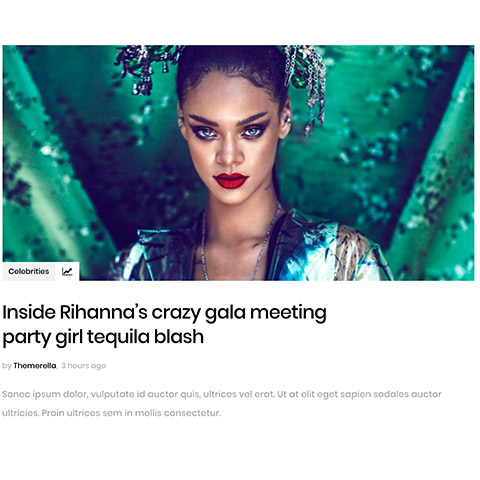 Celebrities
Inside Rihanna’s crazy gala meeting
party girl tequila blash
by Themerella, 3 hours ago
Sonec ipsum dolor, vulputate id auctor quis, ultrices vel erat. Ut at elit eget sapien sodales auctor
ultricies. Proin ultrices sem in mollis consectetur.